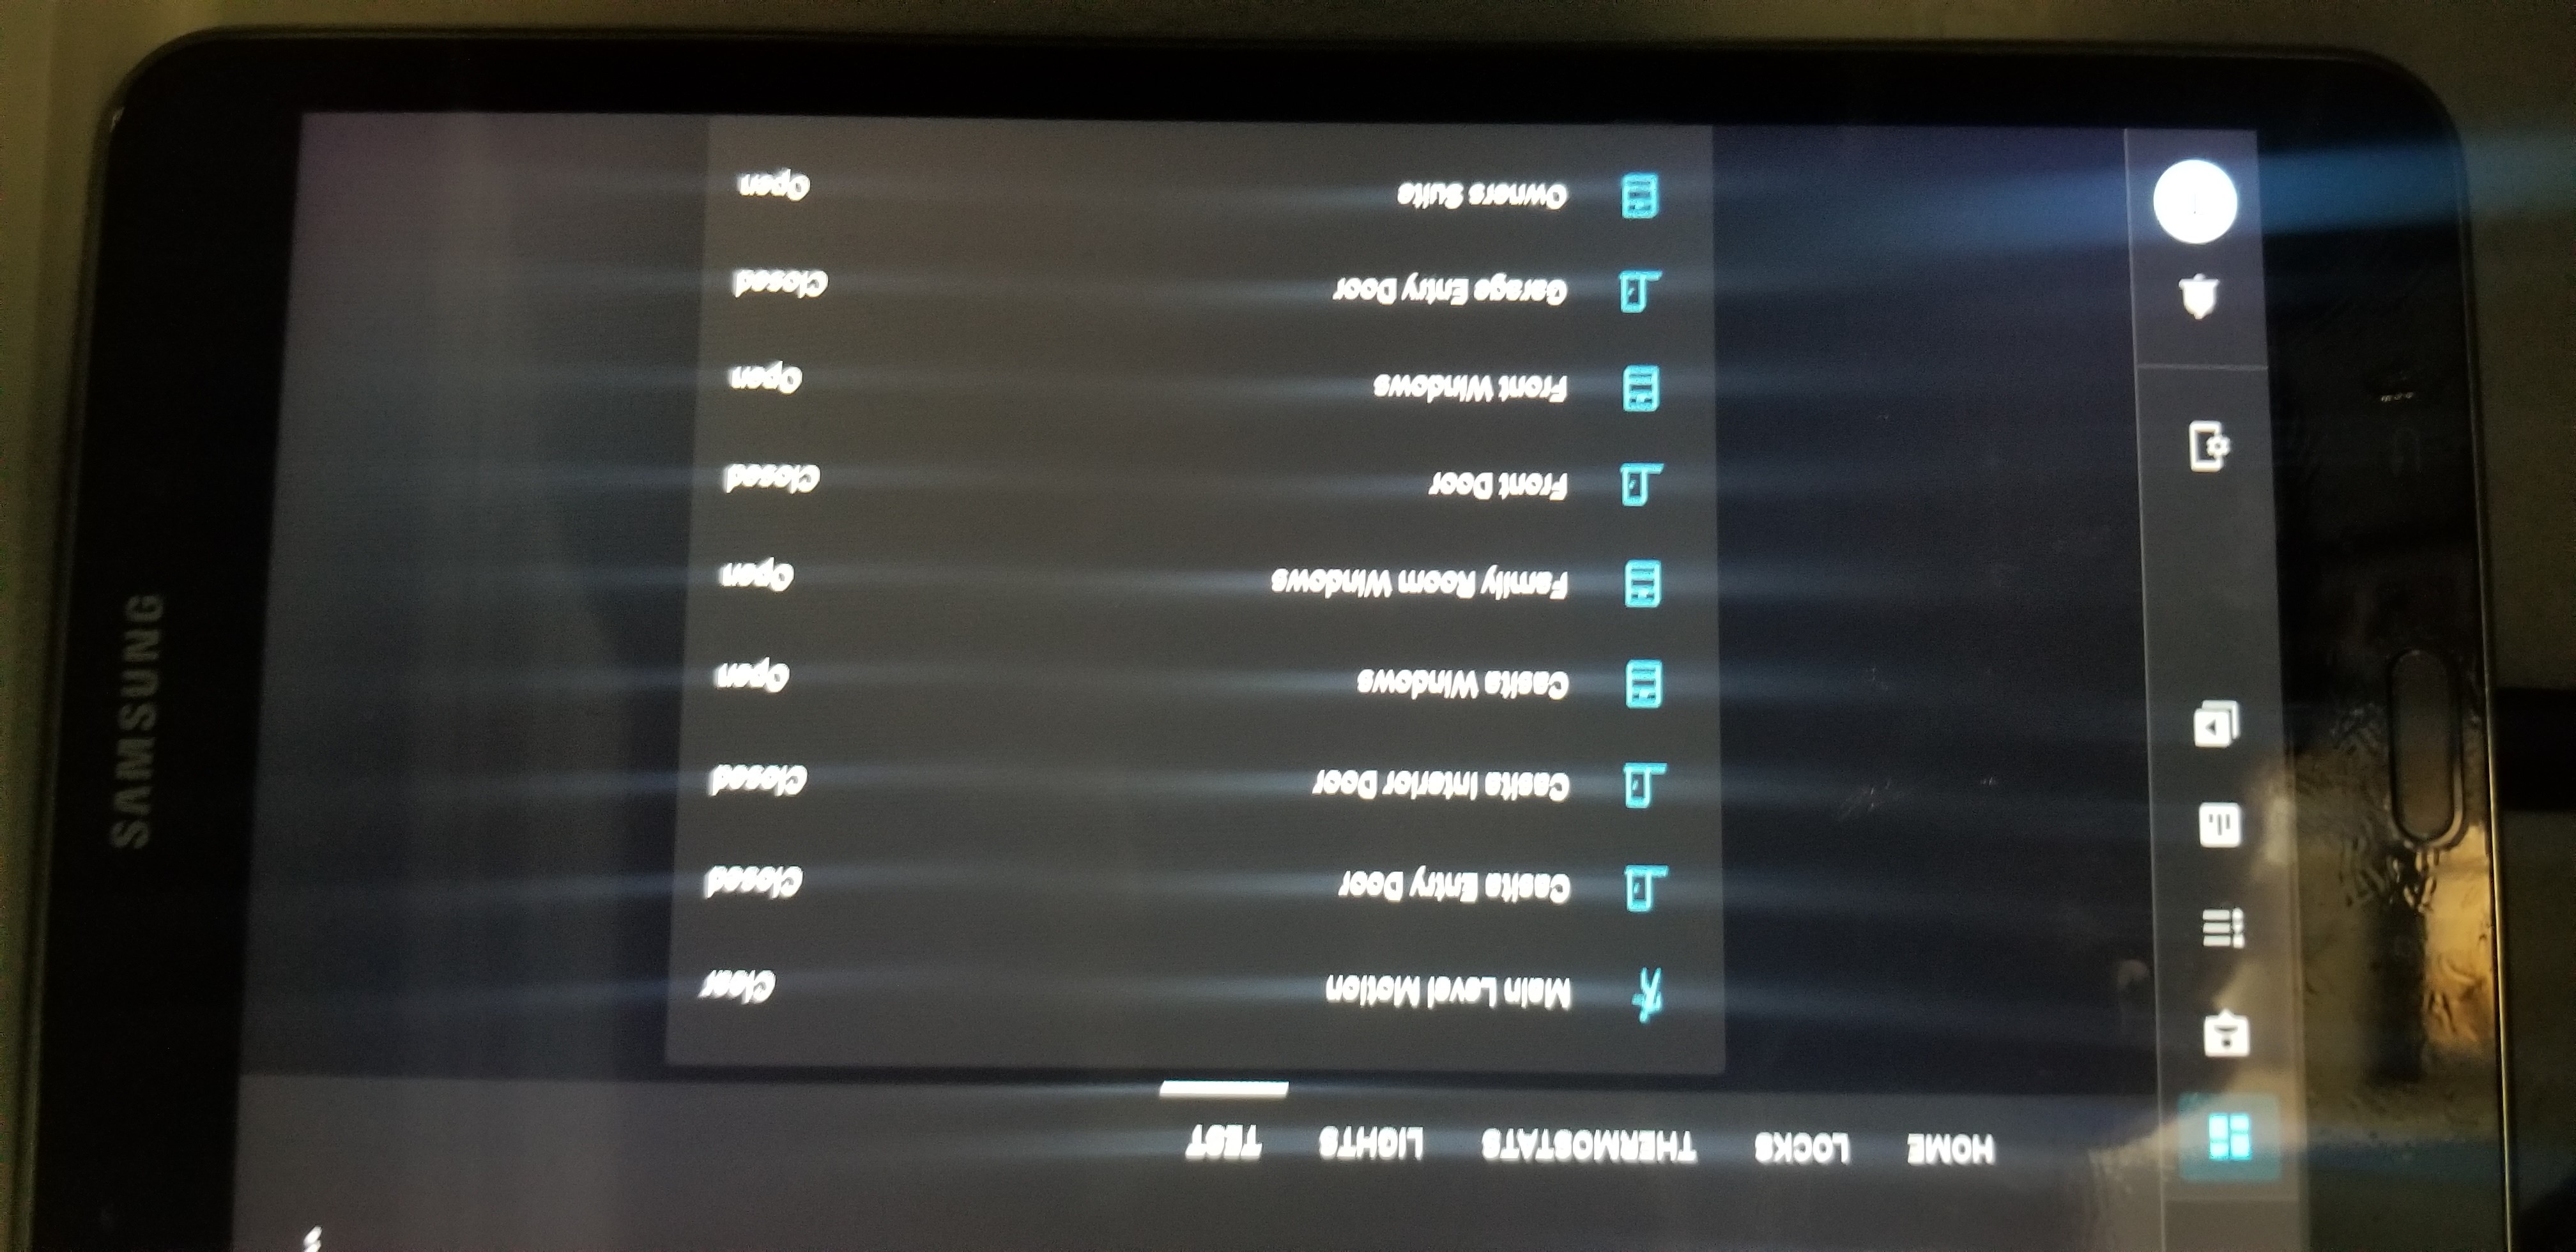 HOME LOCKS THERMOSTATS LIGHTS TEST
Main Level Motion Clear
Casita Entry Door Closed
Casita Interior Door Closed
Casita Windows Open
Family Room Windows Open
Front Door Closed
Front Windows Open
Garage Entry Door Closed
Owners Suite Open
SAMSUNG